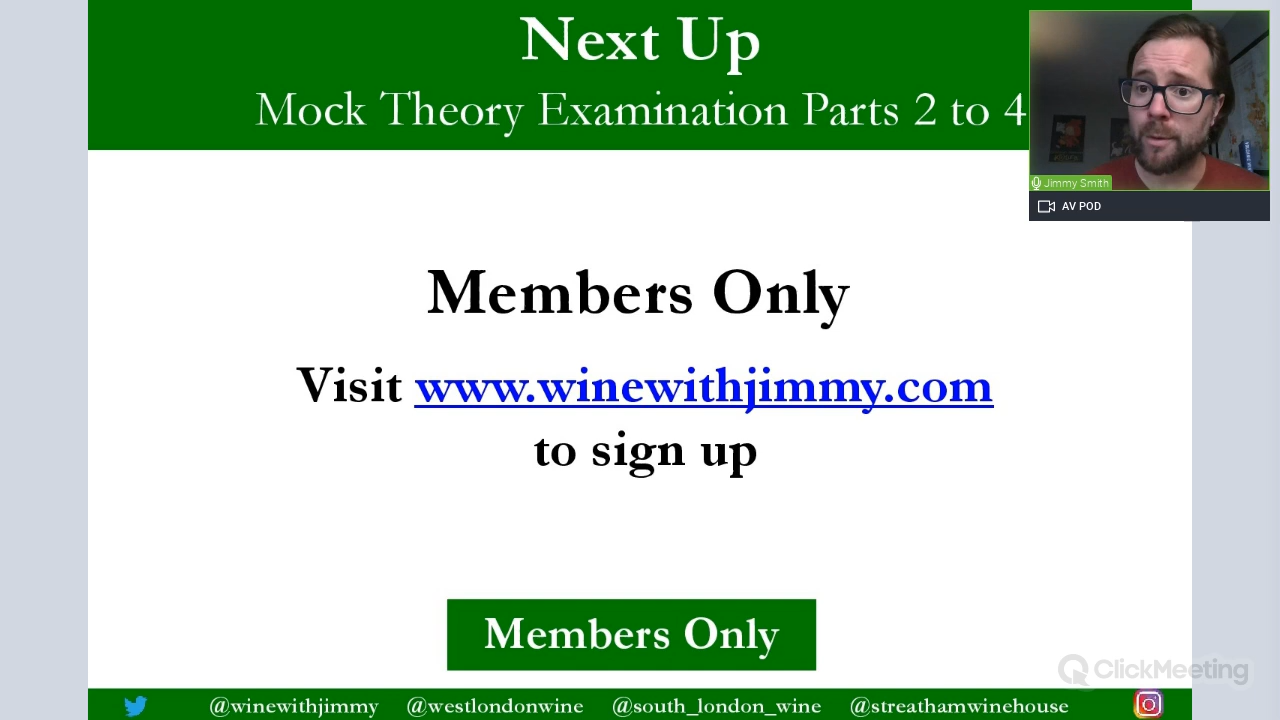 Next Up
Mock Theory Examination Parts 2 to 4
Jimmy Smith
AV POD
Members Only
Visit www.winewithjimmy.com
to sign up
Members Only
ClickMeeting
@winewithjimmy @westlondonwine @south_london_wine @streathamwinehouse